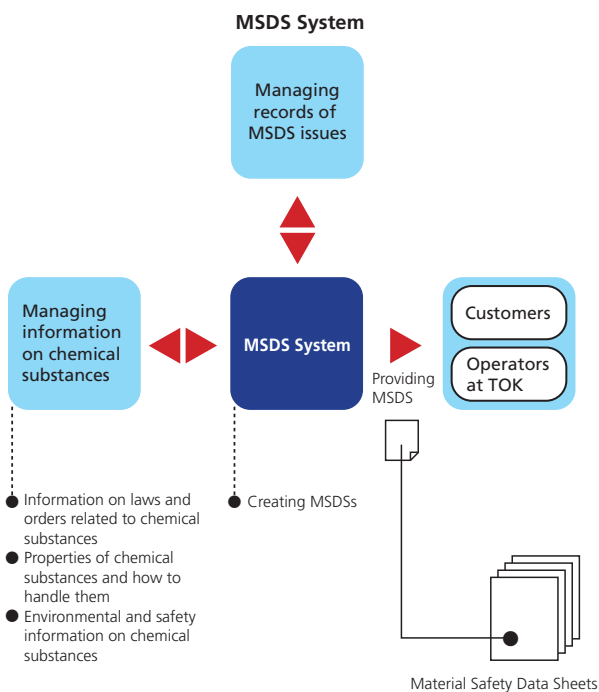 MSDS System
Managing
records of
MSDS issues
Managing
information
on chemical
substances
MSDS System
Providing
MSDS
Customers
Operators
at TOK
● Information on laws and
orders related to chemical
substances
● Properties of chemical
substances and how to
handle them
● Environmental and safety
information on chemical
substances
● Creating MSDSs
Material Safety Data Sheets